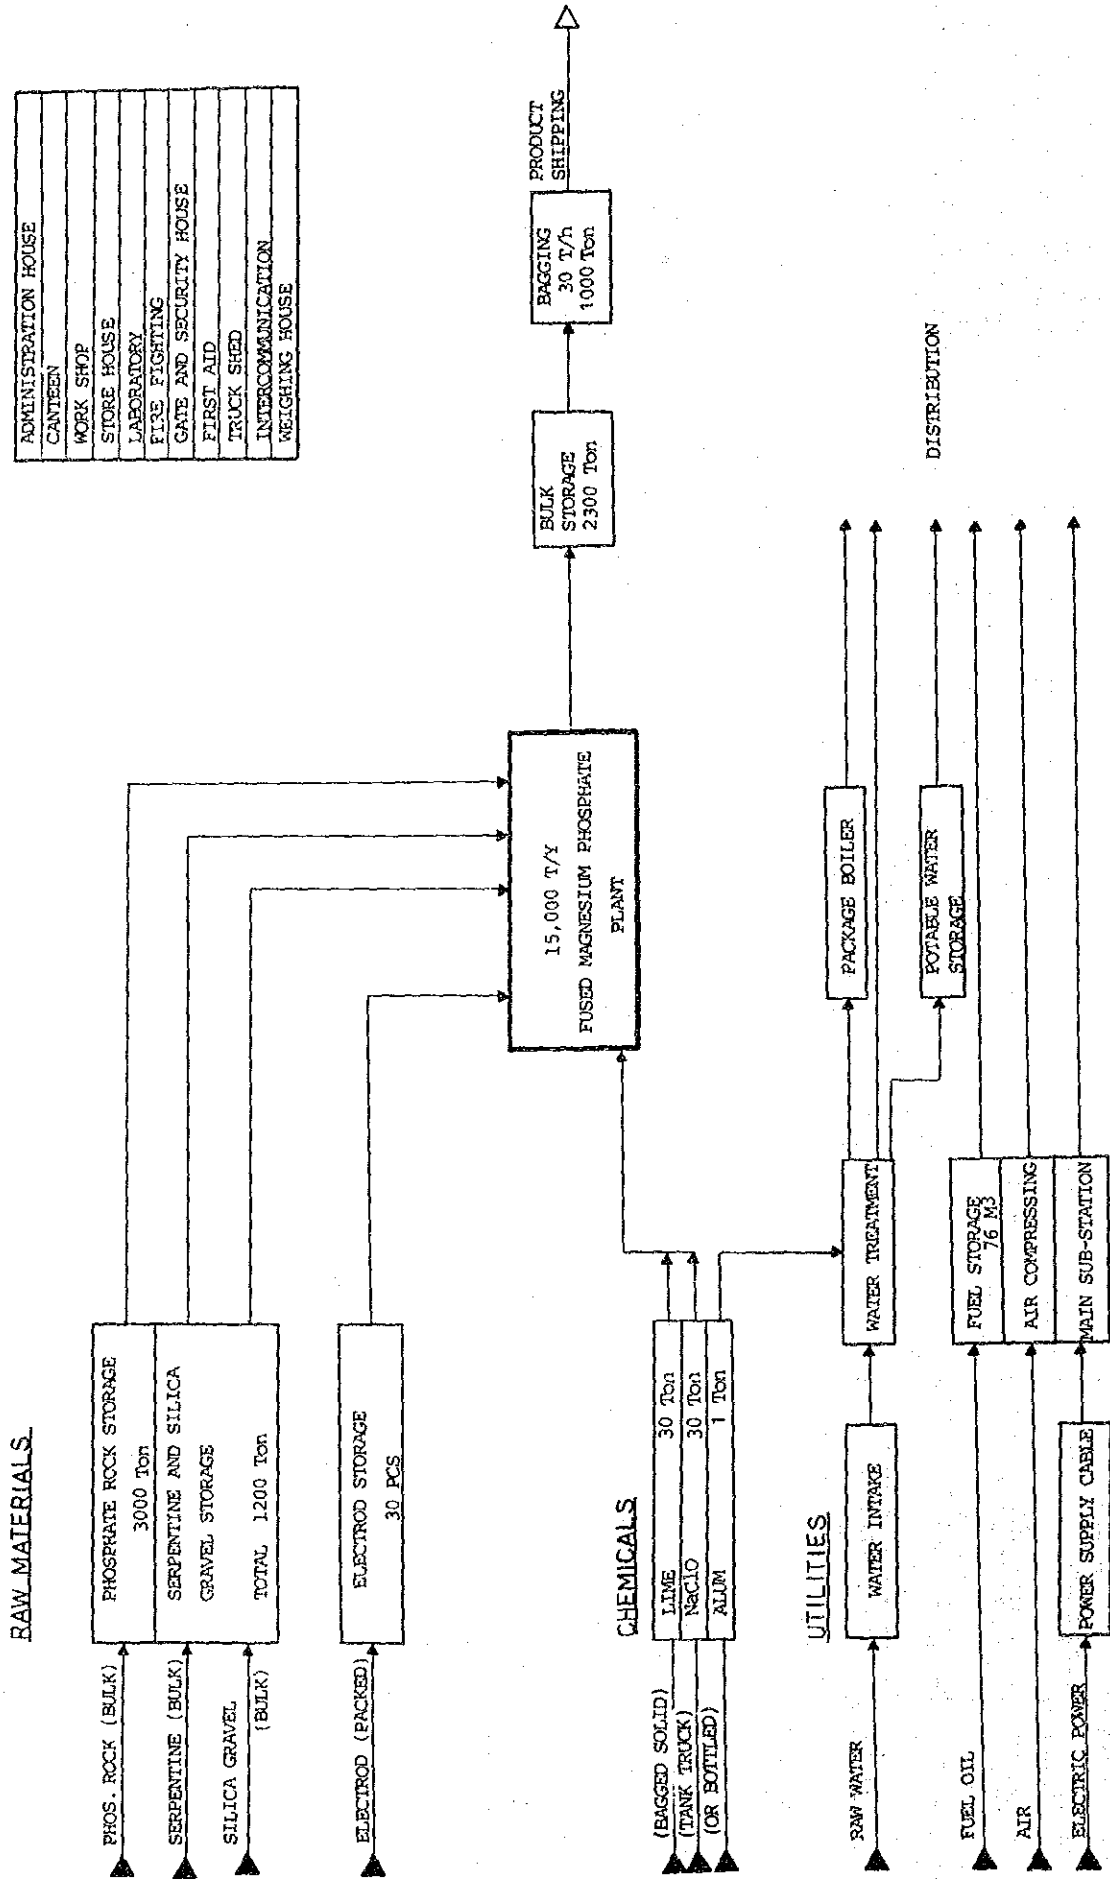 RAW MATERIALS
PHOS. ROCK (BULK)
SERPENTINE (BULK)
SILICA GRAVEL
(BULK)
ELECTROD (PACKED)
PHOSPHATE ROCK STORAGE
3000 Ton
SERPENTINE AND SILICA
GRAVEL STORAGE
TOTAL 1200 Ton
ELECTROD STORAGE
30 PCS
CHEMICALS
(BAGGED SOLID)
(TANK TRUCK)
(OR BOTTLED)
LIME 30 Ton
NaClO 30 Ton
ALUM 1 Ton
15,000 T/Y
FUSED MAGNESIUM PHOSPHATE
PLANT
BULK
STORAGE
2300 Ton
BAGGING
30 T/h
1000 Ton
PRODUCT
SHIPPING
ADMINISTRATION HOUSE
CANTEEN
WORK SHOP
STORE HOUSE
LABORATORY
FIRE FIGHTING
GATE AND SECURITY HOUSE
FIRST AID
TRUCK SHED
INTERCOMMUNICATION
WEIGHING HOUSE
UTILITIES
RAW WATER
WATER INTAKE
WATER TREATMENT
PACKAGE BOILER
POTABLE WATER
STORAGE
FUEL OIL
FUEL STORAGE
76 M3
AIR
AIR COMPRESSING
ELECTRIC POWER
POWER SUPPLY CABLE
MAIN SUB-STATION
DISTRIBUTION